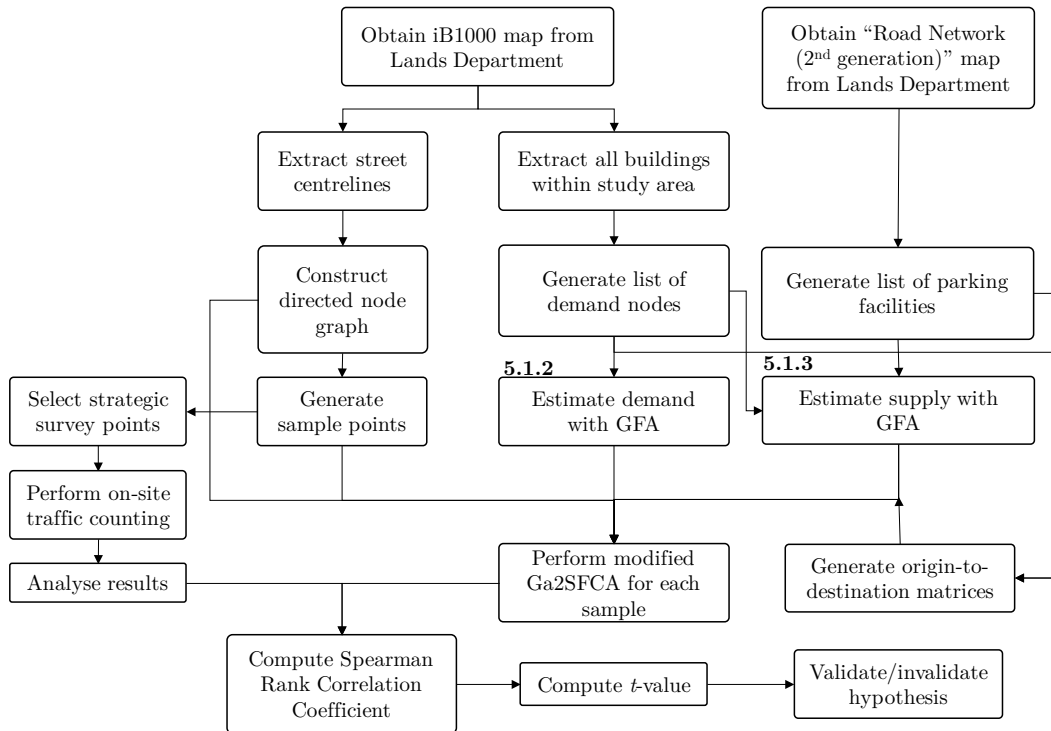 Obtain iB1000 map from
Lands Department
Obtain “Road Network
(2nd generation)” map
from Lands Department
Extract street
centrelines
Extract all buildings
within study area
Construct
directed node
graph
Generate list of
demand nodes
Generate list of parking
facilities
5.1.2
5.1.3
Select strategic
survey points
Generate
sample points
Estimate demand
with GFA
Estimate supply with
GFA
Perform on-site
traffic counting
Analyse results
Perform modified
Ga2SFCA for each
sample
Generate origin-to-
destination matrices
Compute Spearman
Rank Correlation
Coefficient
Compute t-value
Validate/invalidate
hypothesis